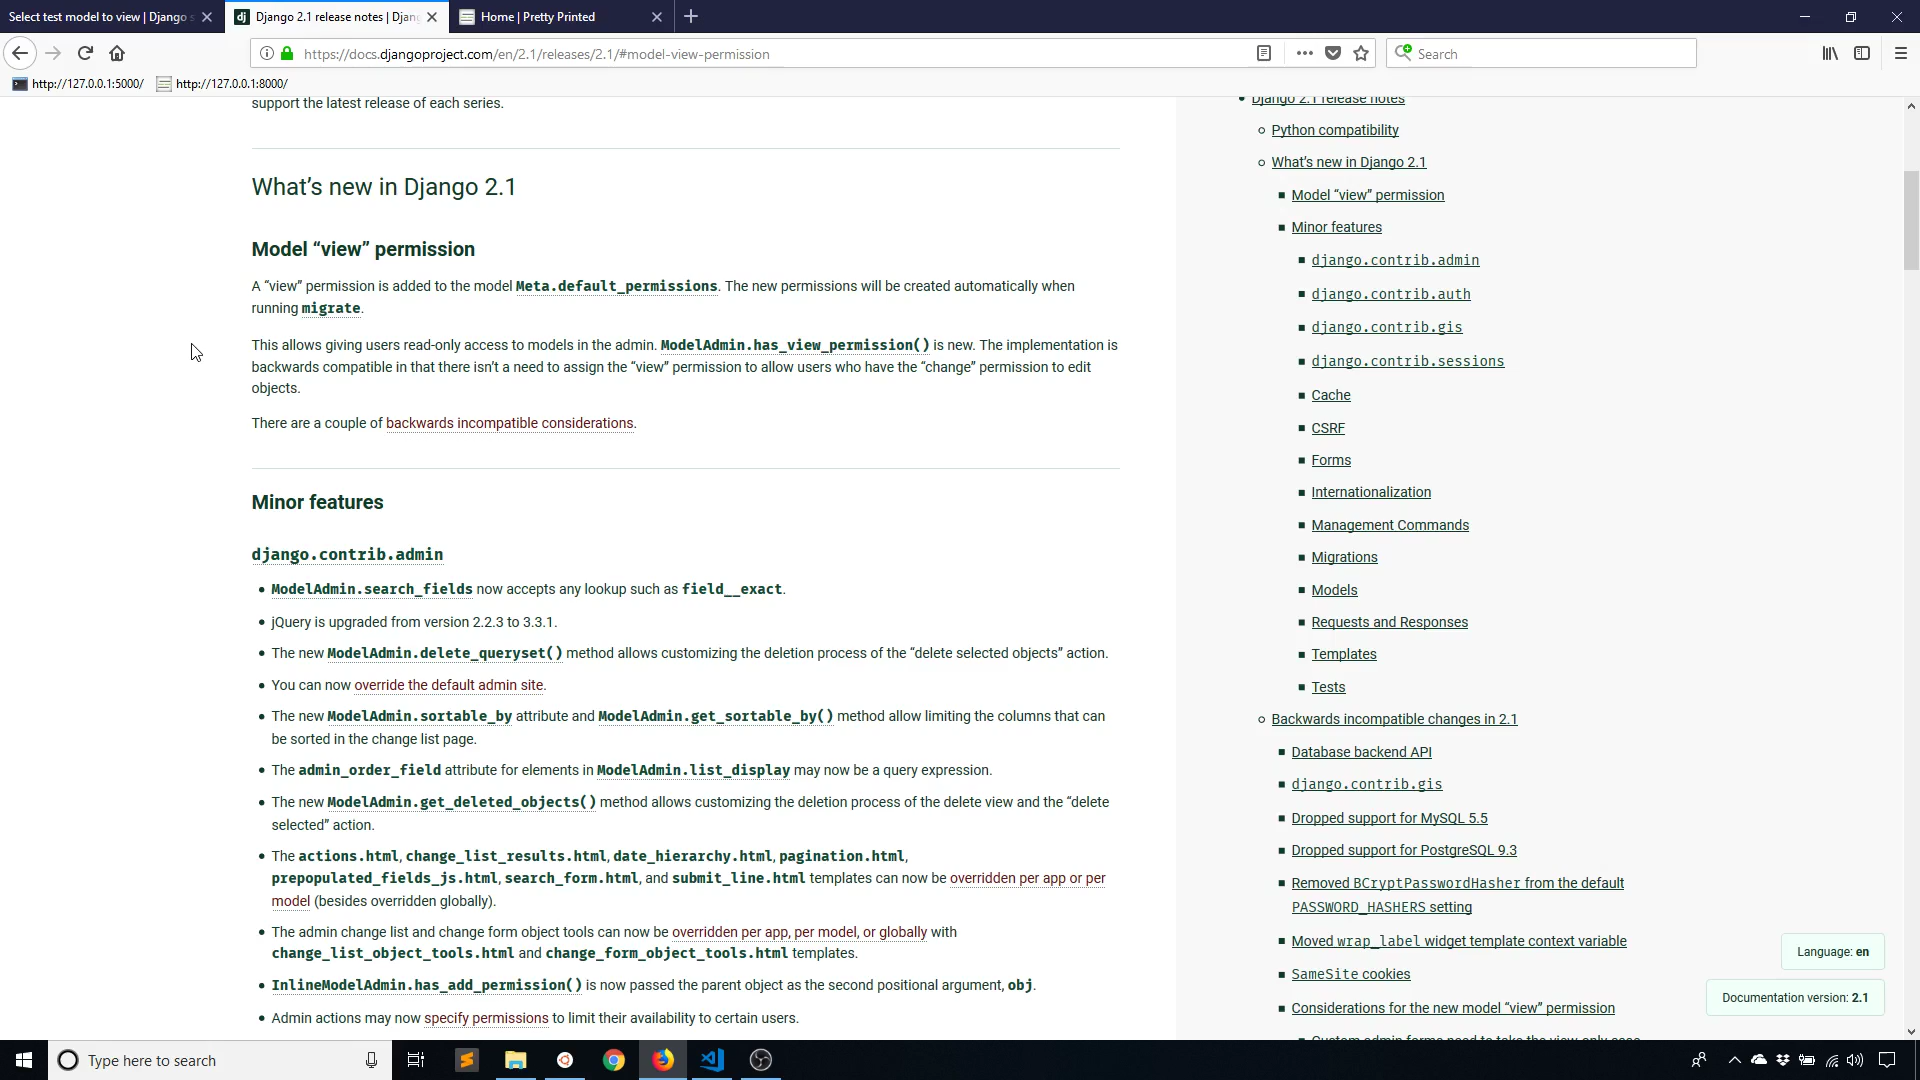 Select test model to view | Django s
Django 2.1 release notes | Djang
Home | Pretty Printed
https://docs.djangoproject.com/en/2.1/releases/2.1/#model-view-permission
Search
http://127.0.0.1:5000/
http://127.0.0.1:8000/
support the latest release of each series.
What's new in Django 2.1
Model “view” permission
A “view” permission is added to the model Meta.default_permissions. The new permissions will be created automatically when
running migrate.
This allows giving users read-only access to models in the admin. ModelAdmin.has_view_permission() is new. The implementation is
backwards compatible in that there isn't a need to assign the “view” permission to allow users who have the “change” permission to edit
objects.
There are a couple of backwards incompatible considerations.
Minor features
django.contrib.admin
• ModelAdmin.search_fields now accepts any lookup such as field__exact.
• jQuery is upgraded from version 2.2.3 to 3.3.1.
• The new ModelAdmin.delete_queryset() method allows customizing the deletion process of the “delete selected objects” action.
• You can now override the default admin site.
• The new ModelAdmin.sortable_by attribute and ModelAdmin.get_sortable_by() method allow limiting the columns that can
be sorted in the change list page.
• The admin_order_field attribute for elements in ModelAdmin.list_display may now be a query expression.
• The new ModelAdmin.get_deleted_objects() method allows customizing the deletion process of the delete view and the “delete
selected” action.
• The actions.html, change_list_results.html, date_hierarchy.html, pagination.html,
prepopulated_fields_js.html, search_form.html, and submit_line.html templates can now be overridden per app or per
model (besides overridden globally).
• The admin change list and change form object tools can now be overridden per app, per model, or globally with
change_list_object_tools.html and change_form_object_tools.html templates.
• InlineModelAdmin.has_add_permission() is now passed the parent object as the second positional argument, obj.
• Admin actions may now specify permissions to limit their availability to certain users.
Django 2.1 release notes
Python compatibility
What's new in Django 2.1
Model “view” permission
Minor features
django.contrib.admin
django.contrib.auth
django.contrib.gis
django.contrib.sessions
Cache
CSRF
Forms
Internationalization
Management Commands
Migrations
Models
Requests and Responses
Templates
Tests
Backwards incompatible changes in 2.1
Database backend API
django.contrib.gis
Dropped support for MySQL 5.5
Dropped support for PostgreSQL 9.3
Removed BCryptPasswordHasher from the default
PASSWORD_HASHERS setting
Moved wrap_label widget template context variable
SameSite cookies
Considerations for the new model “view” permission
Custom admin forms need to take the view-only case
Language: en
Documentation version: 2.1
Type here to search